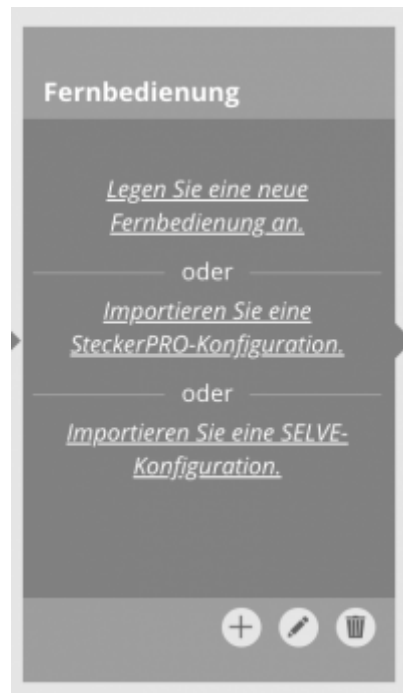 Fernbedienung
Legen Sie eine neue
Fernbedienung an.
oder
Importieren Sie eine
SteckerPRO-Konfiguration.
oder
Importieren Sie eine SELVE-
Konfiguration.